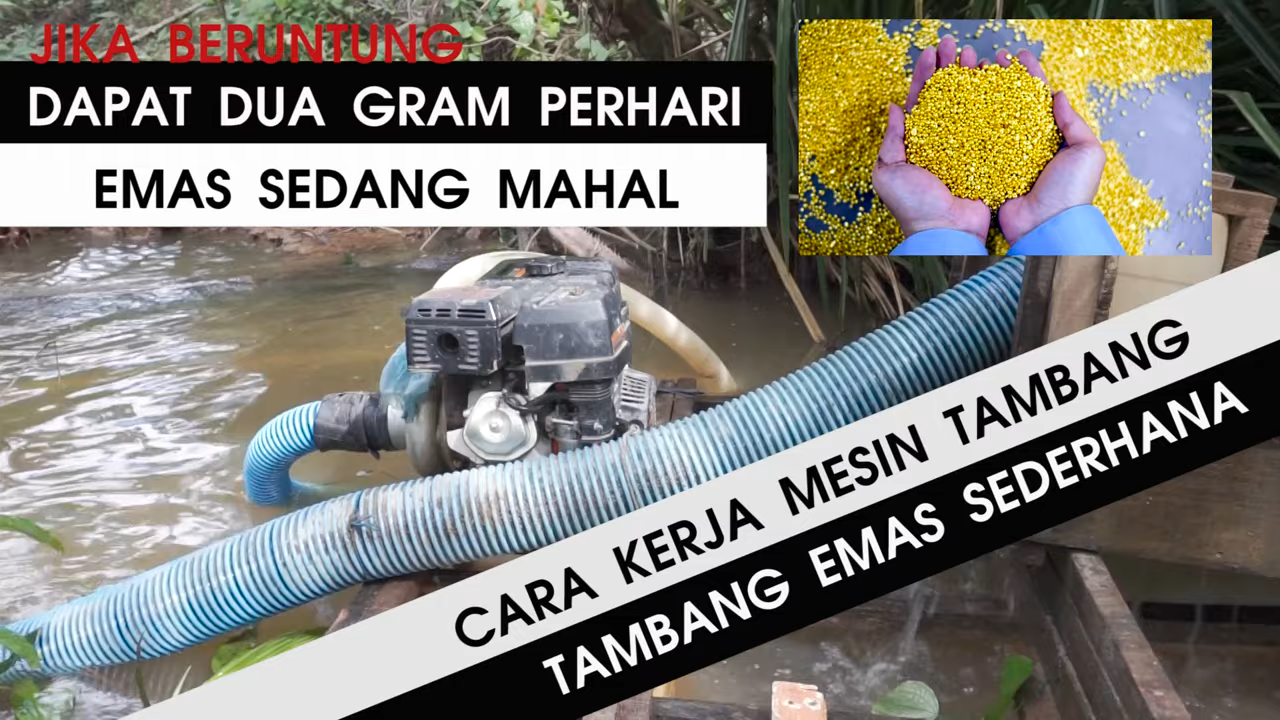 JIKA BERUNTUNG
DAPAT DUA GRAM PERHARI
EMAS SEDANG MAHAL
CARA KERJA MESIN TAMBANG
TAMBANG EMAS SEDERHANA